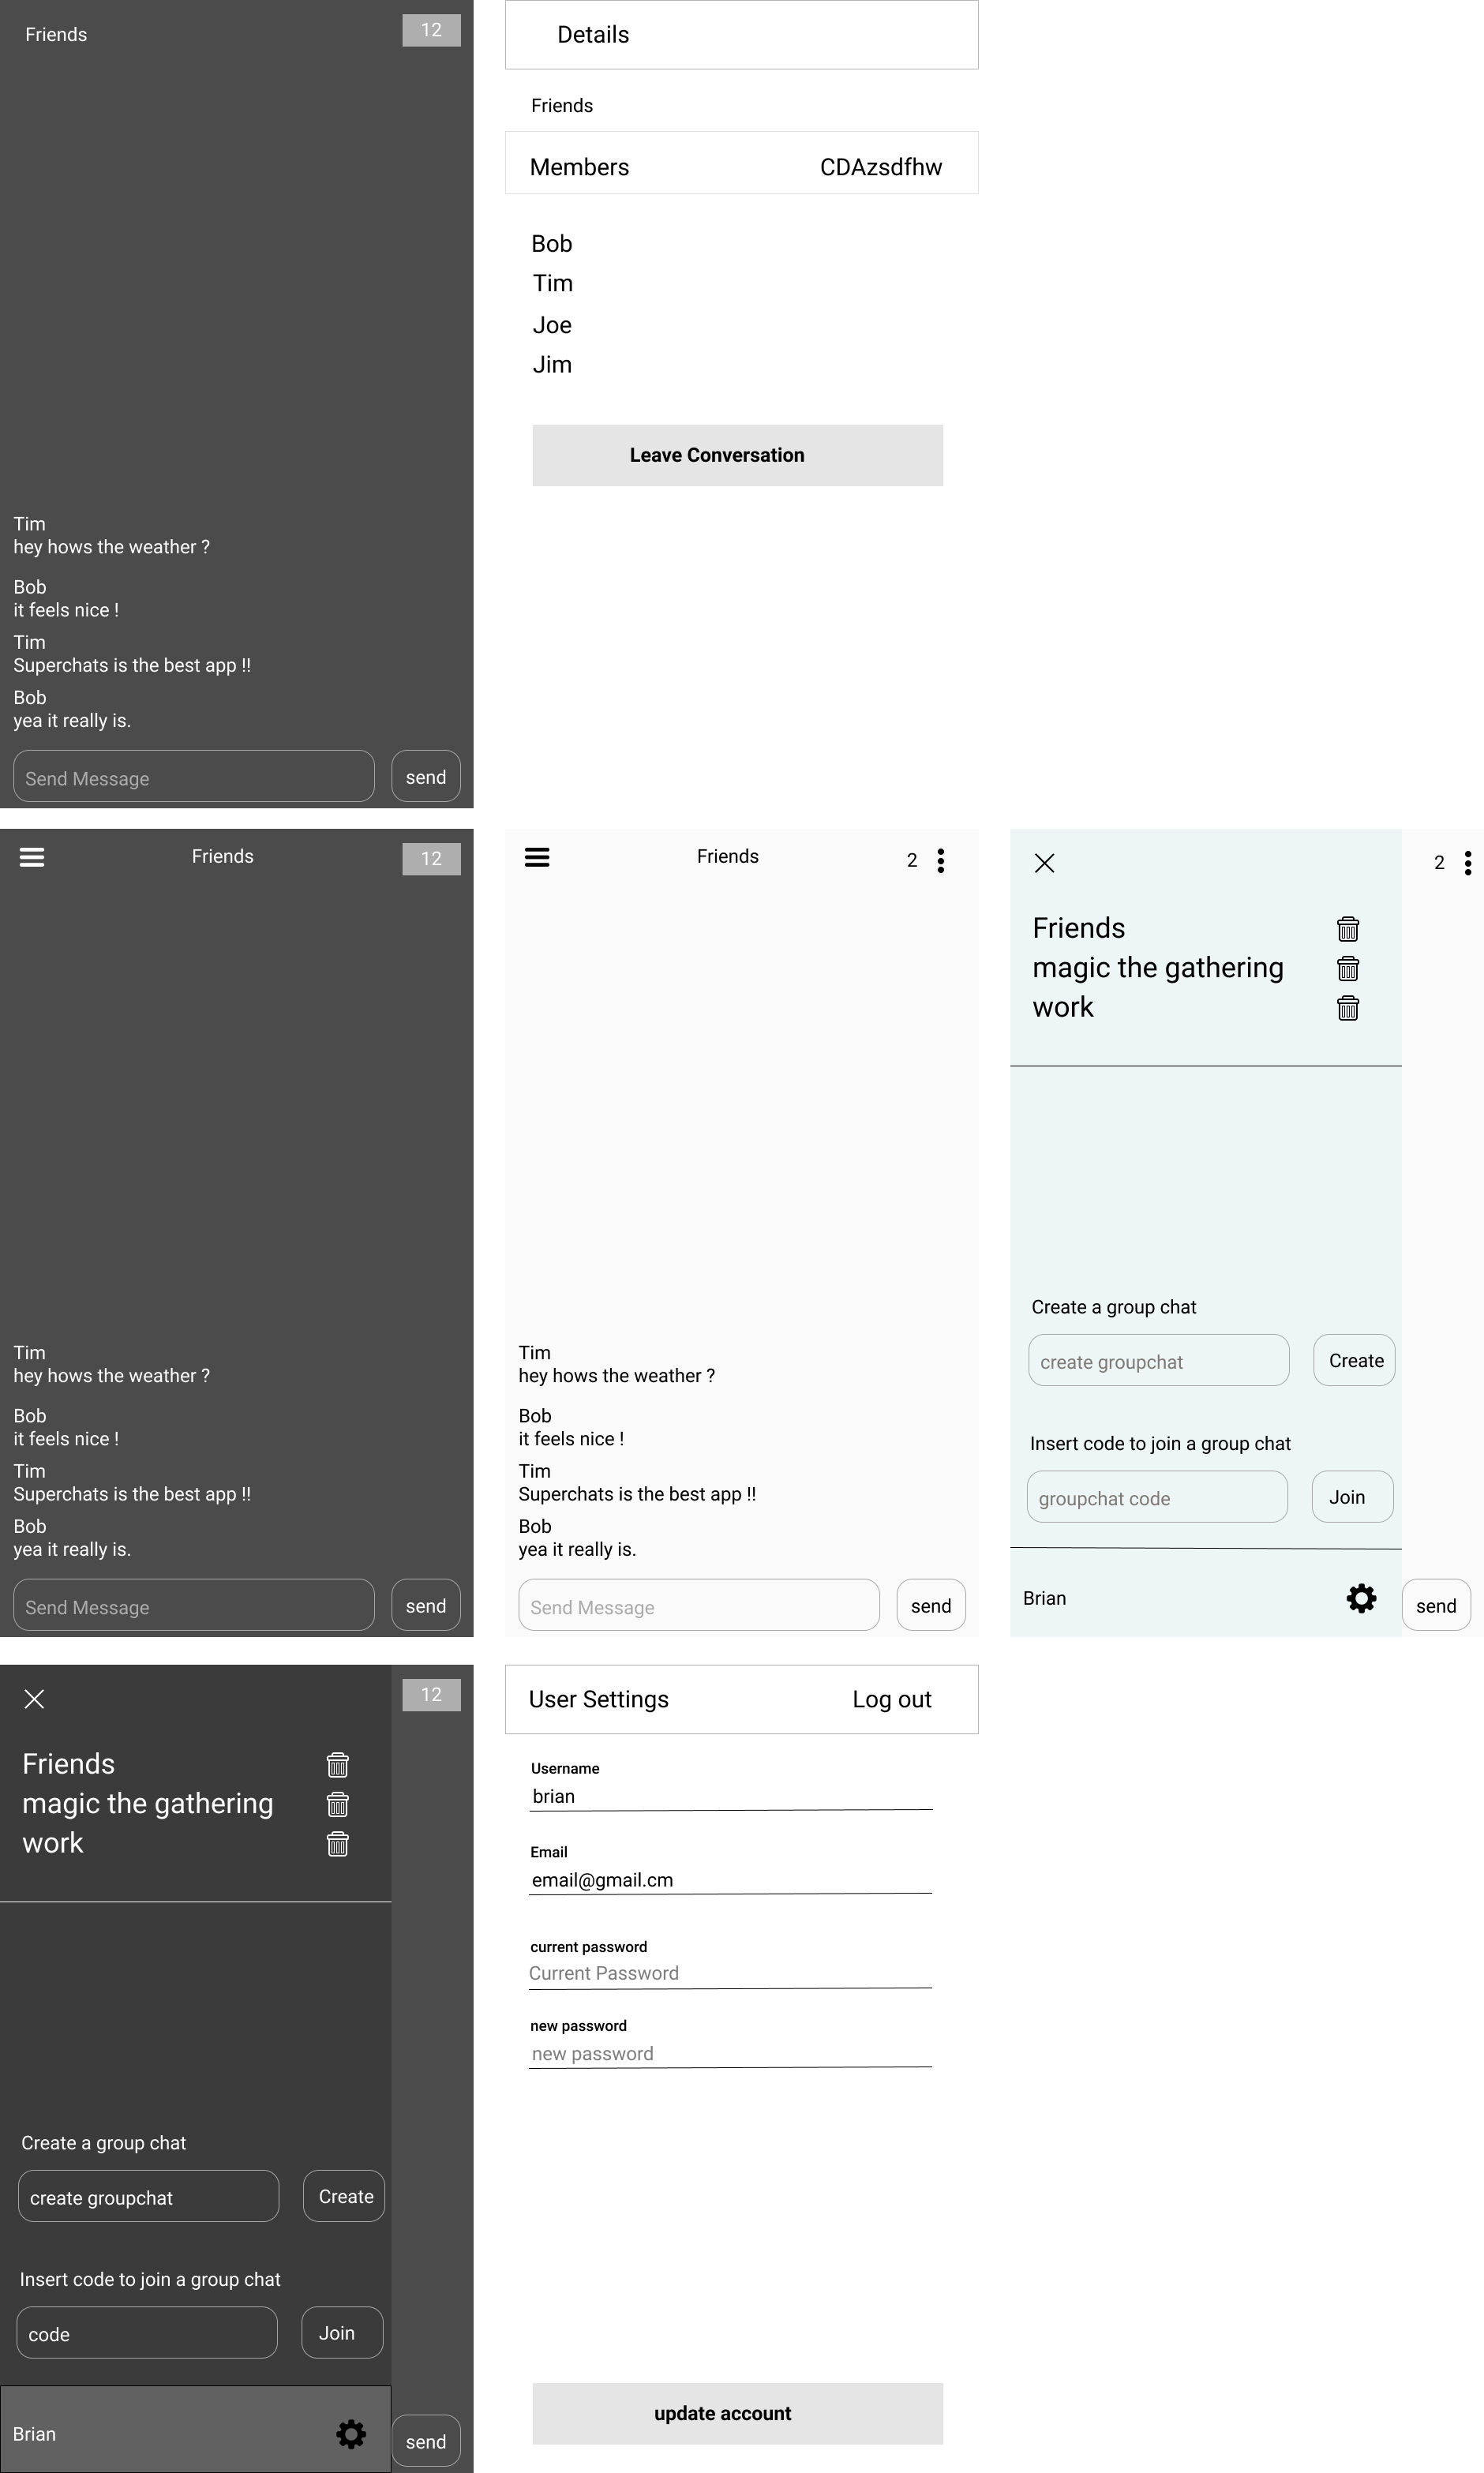 Friends
12
Tim
hey hows the weather ?
Bob
it feels nice !
Tim
Superchats is the best app !!
Bob
yea it really is.
Send Message
send
Details
Friends
Members CDAzsdfhw
Bob
Tim
Joe
Jim
Leave Conversation
Friends
12
Tim
hey hows the weather ?
Bob
it feels nice !
Tim
Superchats is the best app !!
Bob
yea it really is.
Send Message
send
Friends
2
Tim
hey hows the weather ?
Bob
it feels nice !
Tim
Superchats is the best app !!
Bob
yea it really is.
Send Message
send
2
Friends
magic the gathering
work
Create a group chat
create groupchat
Create
Insert code to join a group chat
groupchat code
Join
Brian
send
12
Friends
magic the gathering
work
Create a group chat
create groupchat
Create
Insert code to join a group chat
code
Join
Brian
send
User Settings
Log out
Username
brian
Email
email@gmail.cm
current password
Current Password
new password
new password
update account